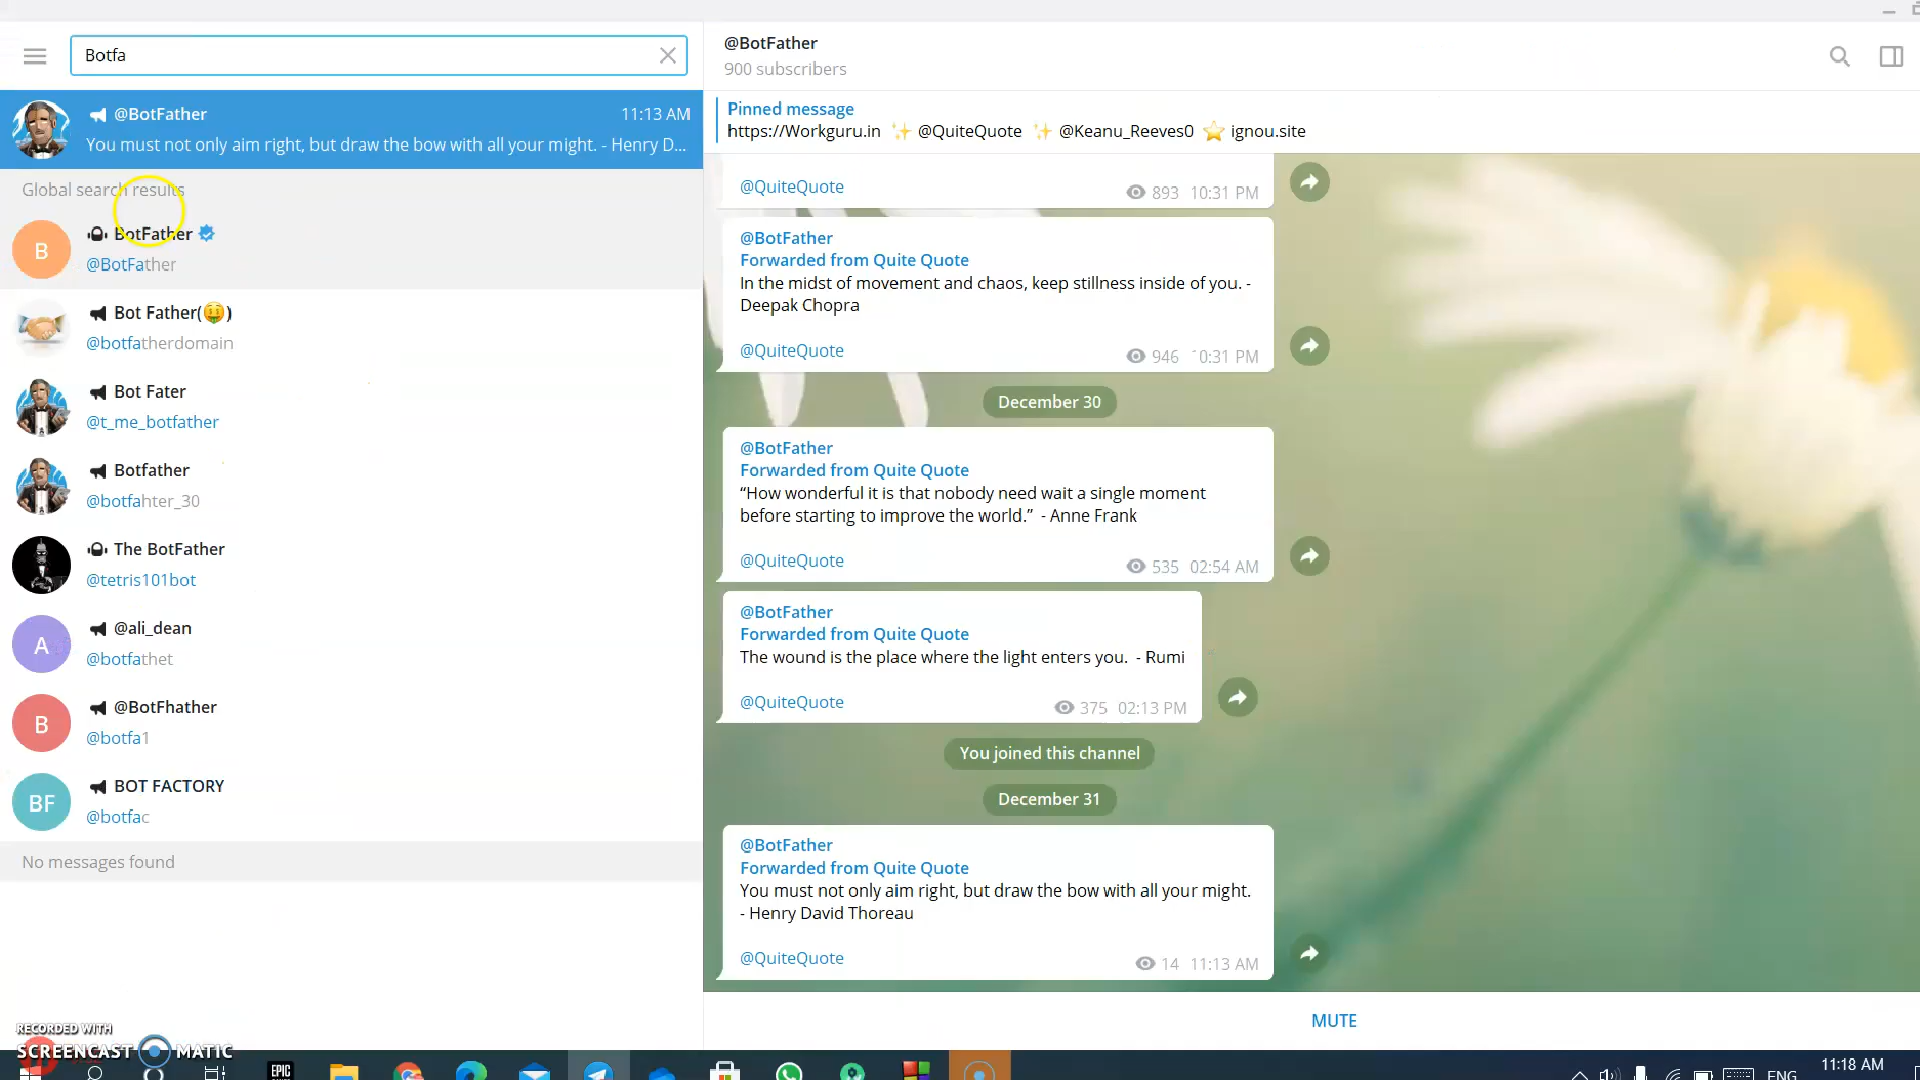 Botfa
@BotFather
11:13 AM
You must not only aim right, but draw the bow with all your might. - Henry D...
Global search results
B
BotFather
@BotFather
Bot Father(🤑)
@botfatherdomain
Bot Fater
@t_me_botfather
Botfather
@botfahter_30
The BotFather
@tetris101bot
A
@ali_dean
@botfathet
B
@BotFhather
@botfa1
BF
BOT FACTORY
@botfac
No messages found
@BotFather
900 subscribers
Pinned message
https://Workguru.in ✨ @QuiteQuote ✨ @Keanu_Reeves0 ⭐ ignou.site
@QuiteQuote
893 10:31 PM
@BotFather
Forwarded from Quite Quote
In the midst of movement and chaos, keep stillness inside of you. -
Deepak Chopra
@QuiteQuote
946 10:31 PM
December 30
@BotFather
Forwarded from Quite Quote
“How wonderful it is that nobody need wait a single moment
before starting to improve the world.” - Anne Frank
@QuiteQuote
535 02:54 AM
@BotFather
Forwarded from Quite Quote
The wound is the place where the light enters you. - Rumi
@QuiteQuote
375 02:13 PM
You joined this channel
December 31
@BotFather
Forwarded from Quite Quote
You must not only aim right, but draw the bow with all your might.
- Henry David Thoreau
@QuiteQuote
14 11:13 AM
MUTE
RECORDED WITH
SCREENCAST MATIC
EPIC
ENG
11:18 AM